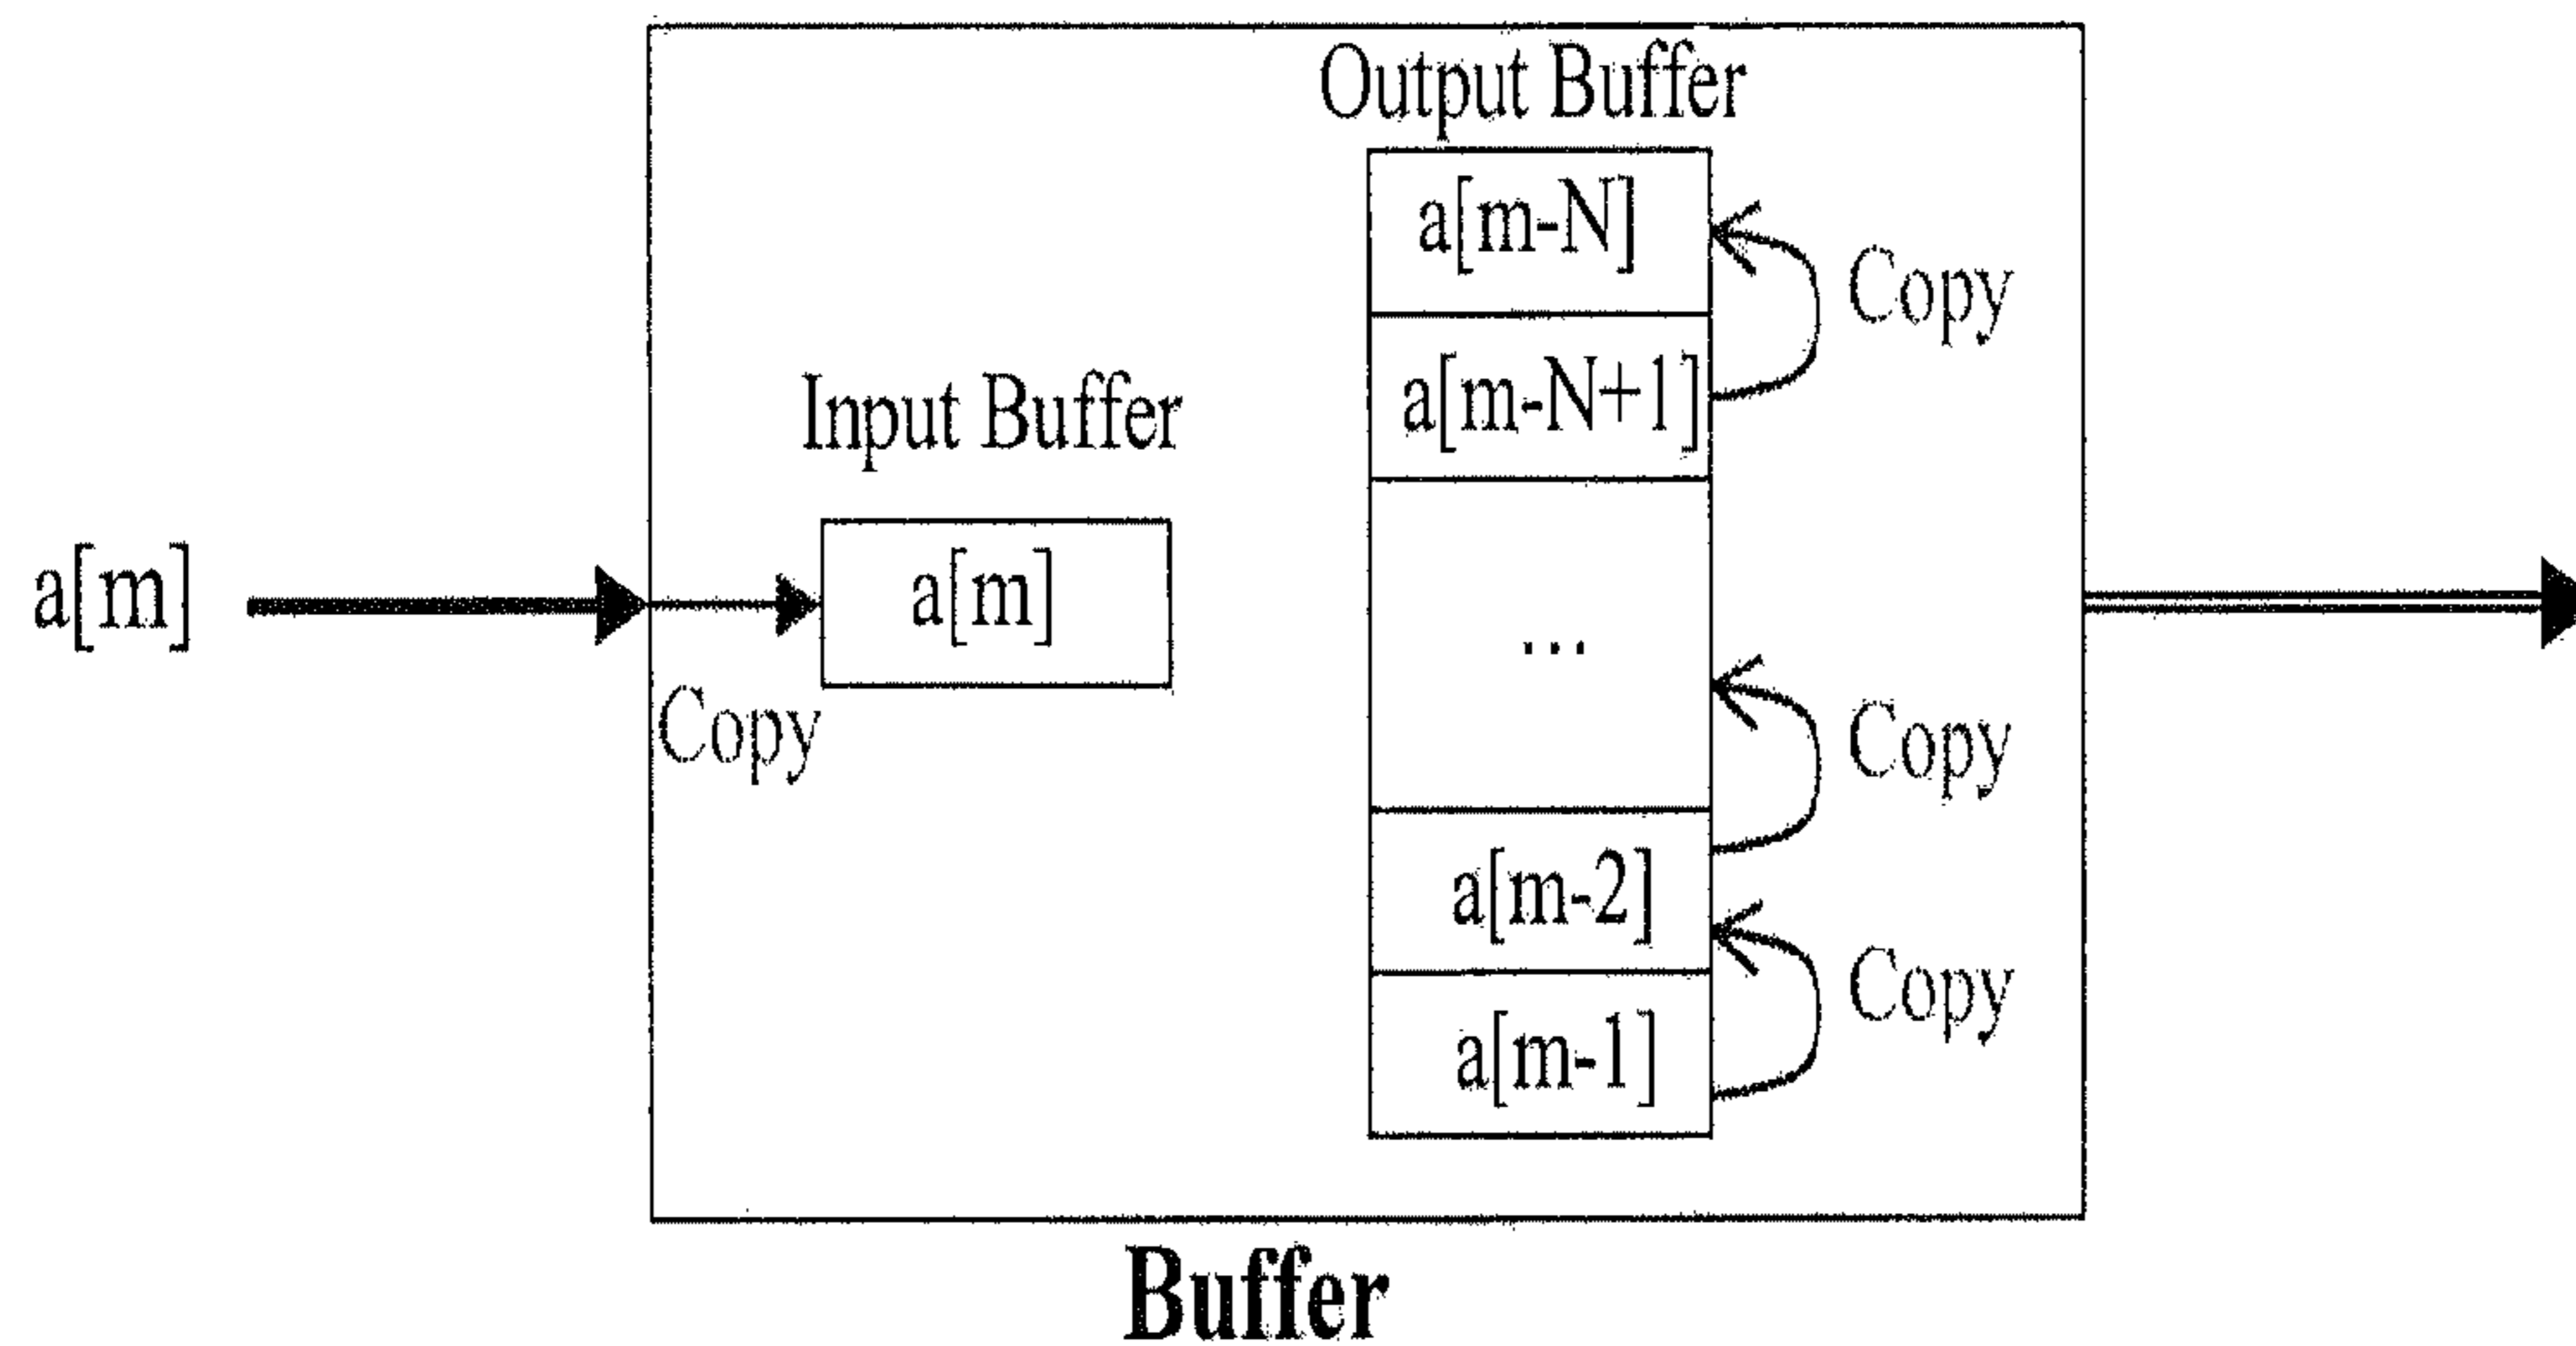 Output Buffer
a[m-N]
Copy
a[m-N+1]
Input Buffer
a[m]
a[m]
Copy
...
Copy
a[m-2]
Copy
a[m-1]
Buffer